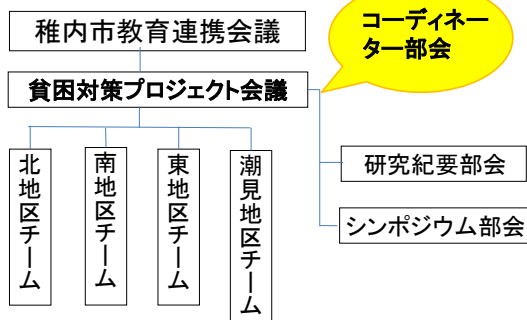 稚内市教育連携会議
コーディネー
ター部会
貧困対策プロジェクト会議
北地区チーム
南地区チーム
東地区チーム
潮見地区チーム
研究紀要部会
シンポジウム部会